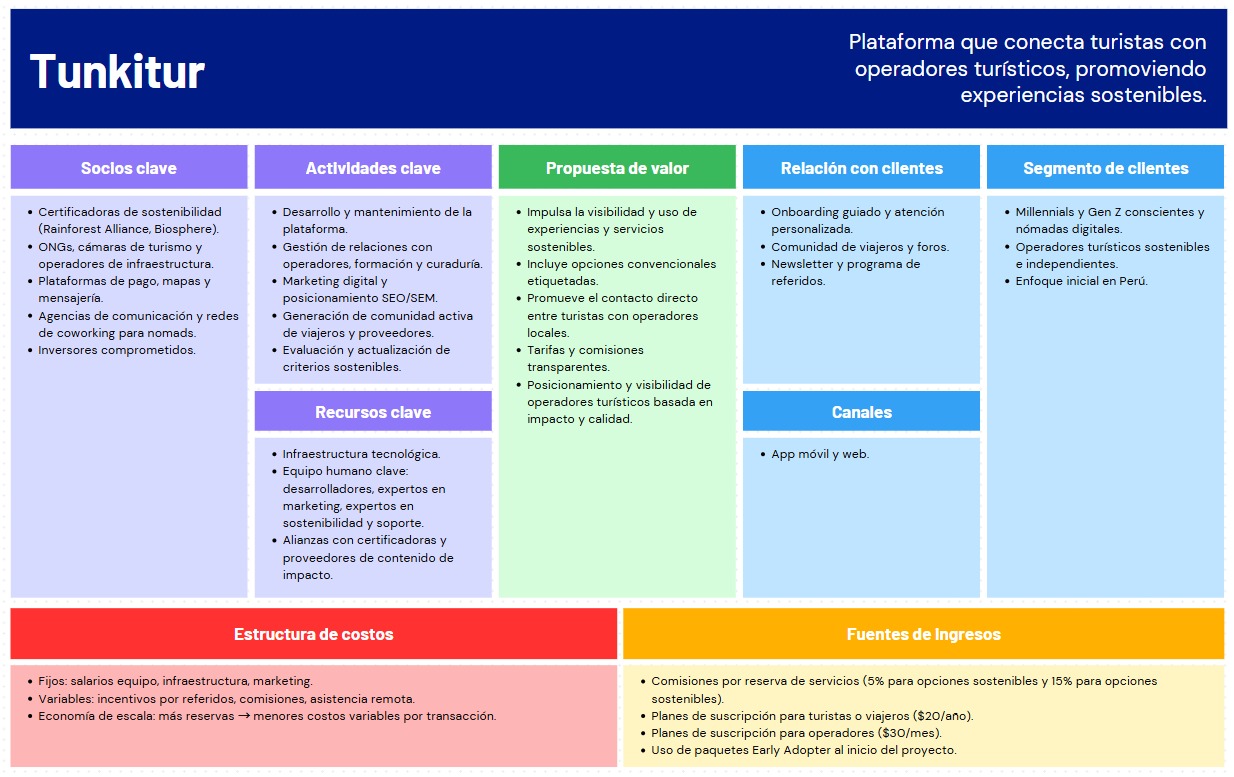 Tunkitur
Plataforma que conecta turistas con
operadores turísticos, promoviendo
experiencias sostenibles.
Socios clave
• Certificadoras de sostenibilidad
(Rainforest Alliance, Biosphere).
• ONGs, cámaras de turismo y
operadores de infraestructura.
• Plataformas de pago, mapas y
mensajería.
• Agencias de comunicación y redes
de coworking para nomads.
• Inversores comprometidos.
Actividades clave
• Desarrollo y mantenimiento de la
plataforma.
• Gestión de relaciones con
operadores, formación y curaduría.
• Marketing digital y
posicionamiento SEO/SEM.
• Generación de comunidad activa
de viajeros y proveedores.
• Evaluación y actualización de
criterios sostenibles.
Recursos clave
• Infraestructura tecnológica.
• Equipo humano clave:
desarrolladores, expertos en
marketing, expertos en
sostenibilidad y soporte.
• Alianzas con certificadoras y
proveedores de contenido de
impacto.
Propuesta de valor
• Impulsa la visibilidad y uso de
experiencias y servicios
sostenibles.
• Incluye opciones convencionales
etiquetadas.
• Promueve el contacto directo
entre turistas con operadores
locales.
• Tarifas y comisiones
transparentes.
• Posicionamiento y visibilidad de
operadores turísticos basada en
impacto y calidad.
Relación con clientes
• Onboarding guiado y atención
personalizada.
• Comunidad de viajeros y foros.
• Newsletter y programa de
referidos.
Canales
• App móvil y web.
Segmento de clientes
• Millennials y Gen Z conscientes y
nómadas digitales.
• Operadores turísticos sostenibles
e independientes.
• Enfoque inicial en Perú.
Estructura de costos
• Fijos: salarios equipo, infraestructura, marketing.
• Variables: incentivos por referidos, comisiones, asistencia remota.
• Economía de escala: más reservas → menores costos variables por transacción.
Fuentes de Ingresos
• Comisiones por reserva de servicios (5% para opciones sostenibles y 15% para opciones
sostenibles).
• Planes de suscripción para turistas o viajeros ($20/año).
• Planes de suscripción para operadores ($30/mes).
• Uso de paquetes Early Adopter al inicio del proyecto.